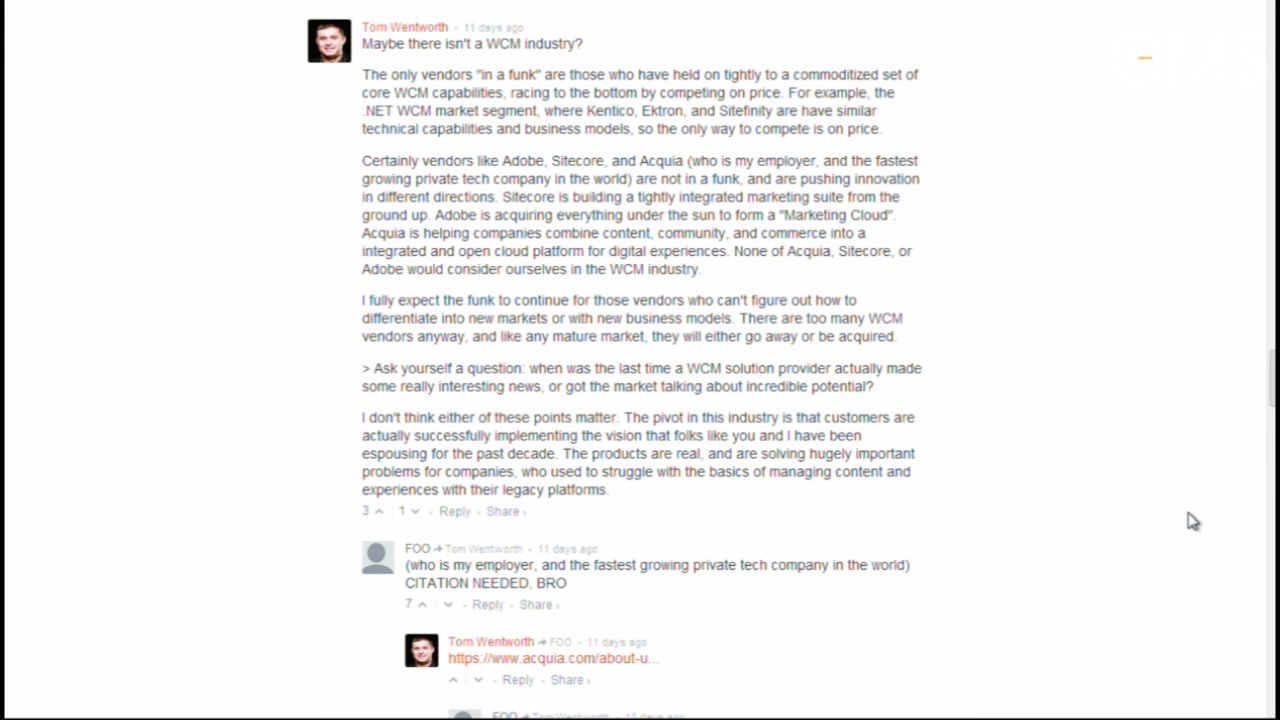 Tom Wentworth - 11 days ago
Maybe there isn't a WCM industry?
The only vendors "in a funk" are those who have held on tightly to a commoditized set of
core WCM capabilities, racing to the bottom by competing on price. For example, the
.NET WCM market segment, where Kentico, Ektron, and Sitefinity are have similar
technical capabilities and business models, so the only way to compete is on price.
Certainly vendors like Adobe, Sitecore, and Acquia (who is my employer, and the fastest
growing private tech company in the world) are not in a funk, and are pushing innovation
in different directions. Sitecore is building a tightly integrated marketing suite from the
ground up. Adobe is acquiring everything under the sun to form a "Marketing Cloud".
Acquia is helping companies combine content, community, and commerce into a
integrated and open cloud platform for digital experiences. None of Acquia, Sitecore, or
Adobe would consider ourselves in the WCM industry.
I fully expect the funk to continue for those vendors who can't figure out how to
differentiate into new markets or with new business models. There are too many WCM
vendors anyway, and like any mature market, they will either go away or be acquired.
> Ask yourself a question: when was the last time a WCM solution provider actually made
some really interesting news, or got the market talking about incredible potential?
I don't think either of these points matter. The pivot in this industry is that customers are
actually successfully implementing the vision that folks like you and I have been
espousing for the past decade. The products are real, and are solving hugely important
problems for companies, who used to struggle with the basics of managing content and
experiences with their legacy platforms.
3 | 1 - Reply - Share ›
FOO → Tom Wentworth - 11 days ago
(who is my employer, and the fastest growing private tech company in the world)
CITATION NEEDED, BRO
7 | - Reply - Share ›
Tom Wentworth → FOO - 11 days ago
https://www.acquia.com/about-u...
- Reply - Share ›
FOO → Tom Wentworth - 10 days ago